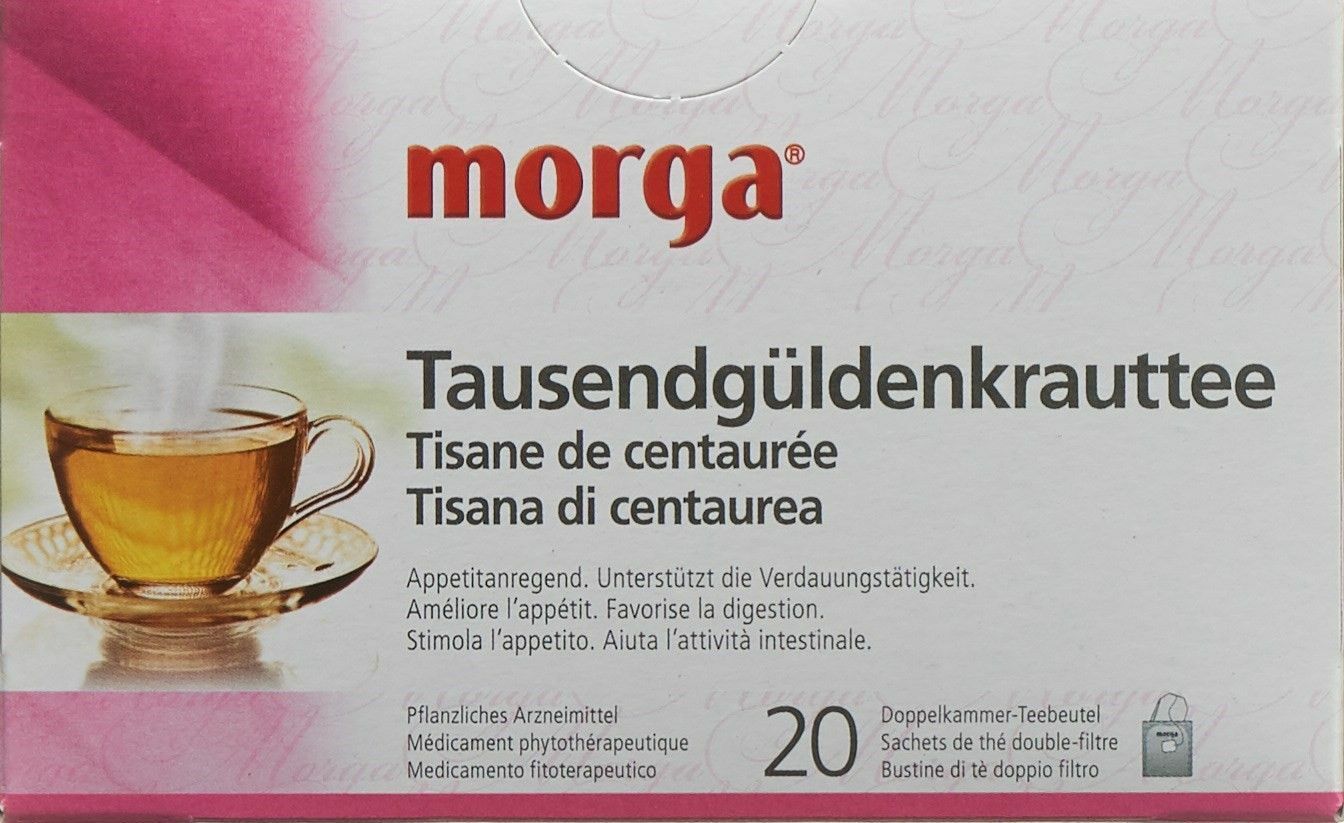 morga®
Tausendgüldenkrauttee
Tisane de centaurée
Tisana di centaurea
Appetitanregend. Unterstützt die Verdauungstätigkeit.
Améliore l'appétit. Favorise la digestion.
Stimola l'appetito. Aiuta l'attività intestinale.
Pflanzliches Arzneimittel
Médicament phytothérapeutique
Medicamento fitoterapeutico
20
Doppelkammer-Teebeutel
Sachets de thé double-filtre
Bustine di tè doppio filtro
morga